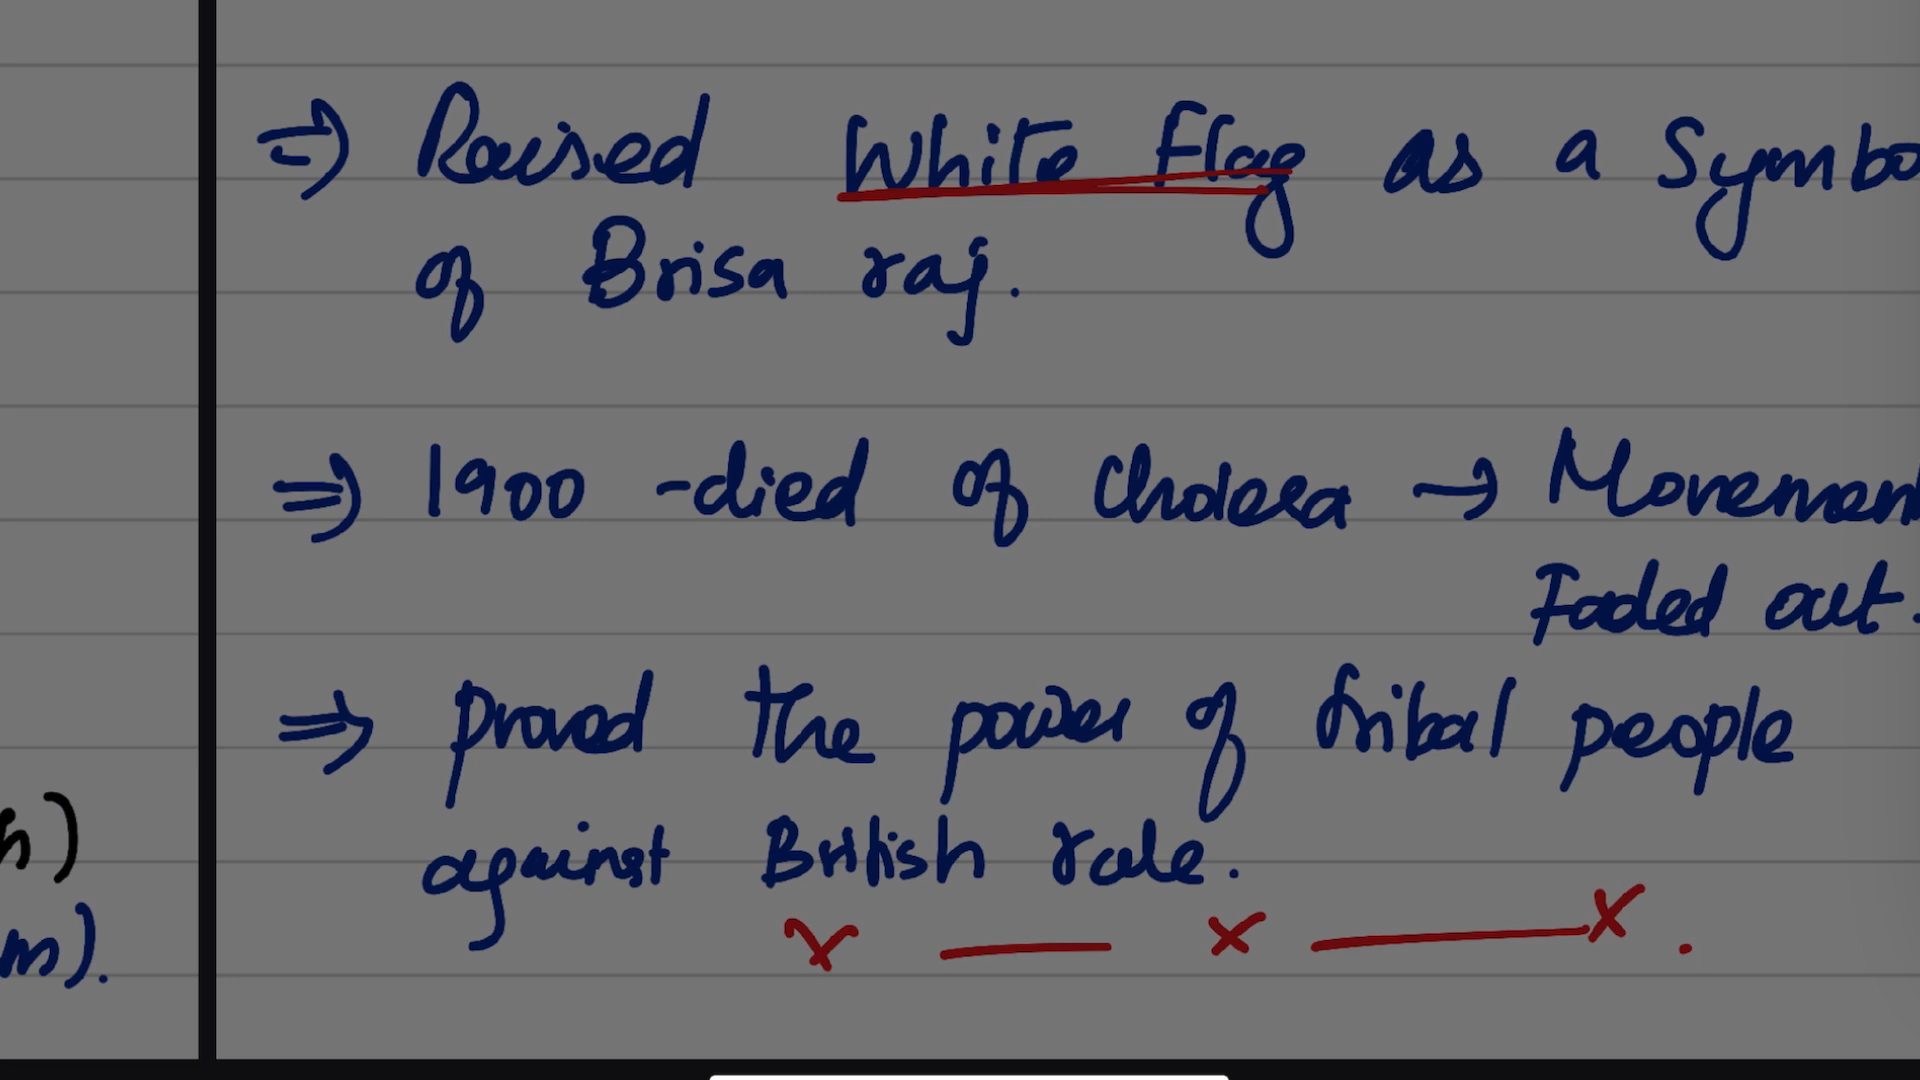 ⇒ Raised White Flag as a Symbo
of Brisa raj.
⇒ 1900 - died of Cholera → Movemen
Faded out.
⇒ proved the power of tribal people
h)
against British rule.
m).
x — x — x .